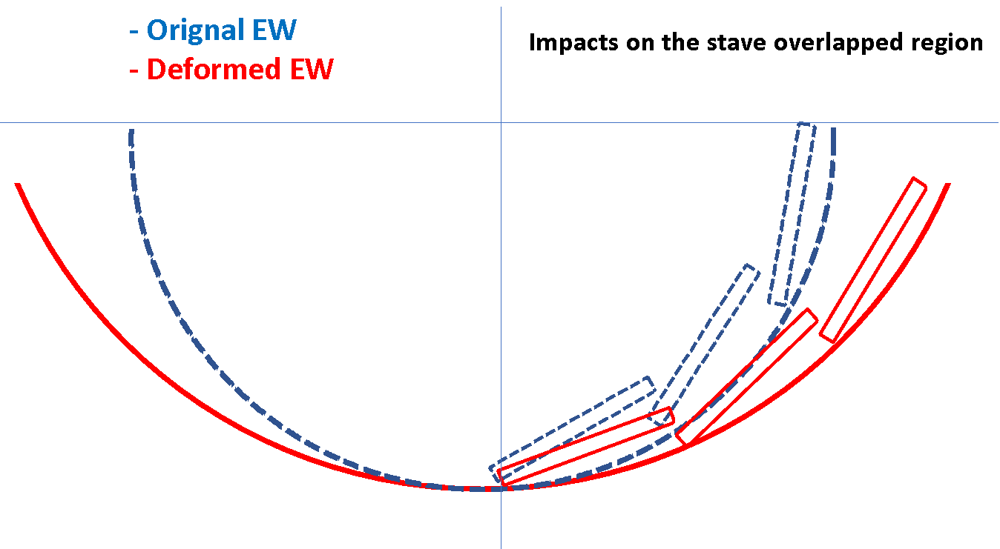 - Orignal EW
- Deformed EW
Impacts on the stave overlapped region